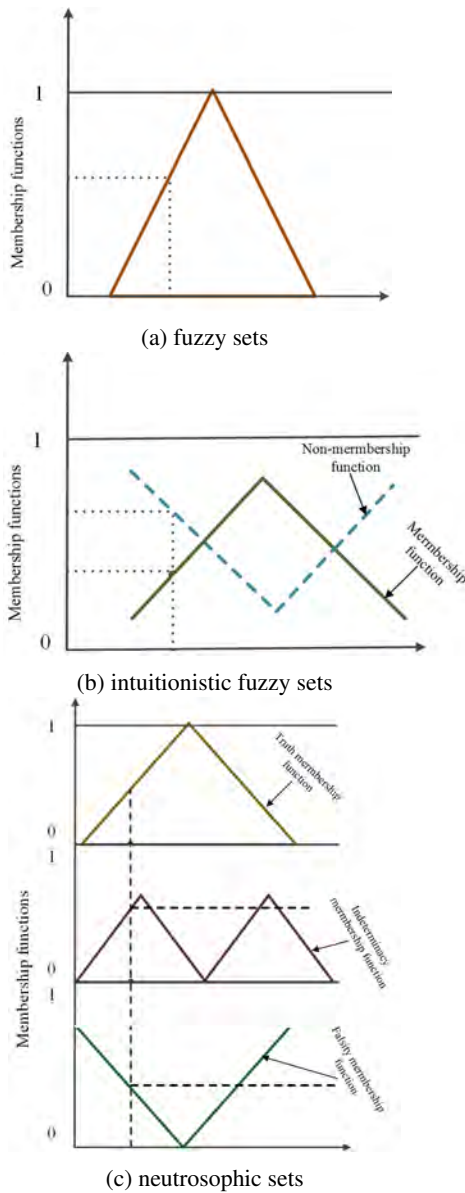 1
Membership functions
0
(a) fuzzy sets
1
Non-mermbership
function
Membership functions
Mermbership
function
0
(b) intuitionistic fuzzy sets
1
Truth mermbership
function
0
1
Membership functions
Indeterminacy
mermbership function
0
1
Falsity mermbership
function
0
(c) neutrosophic sets